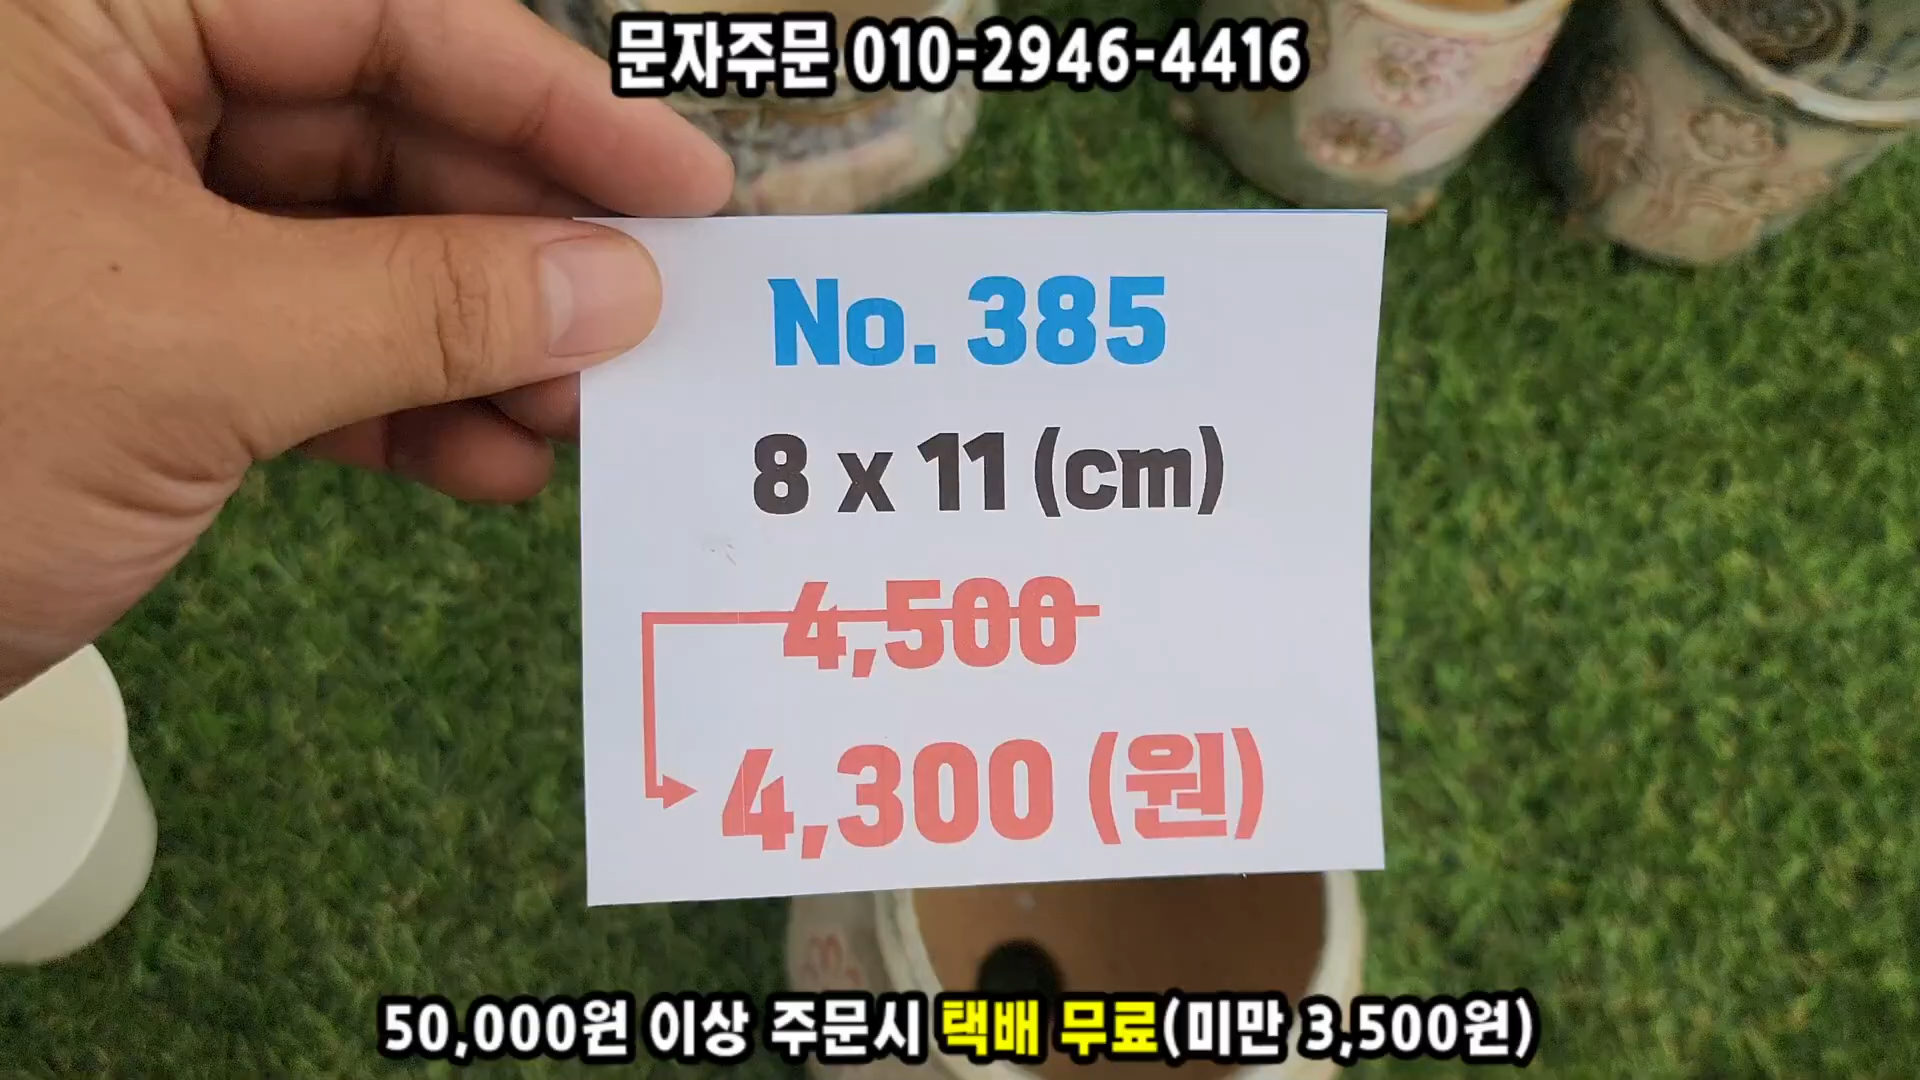 문자주문 010-2946-4416
No. 385
8 x 11 (cm)
4,500
4,300 (원)
50,000원 이상 주문시 택배 무료(미만 3,500원)